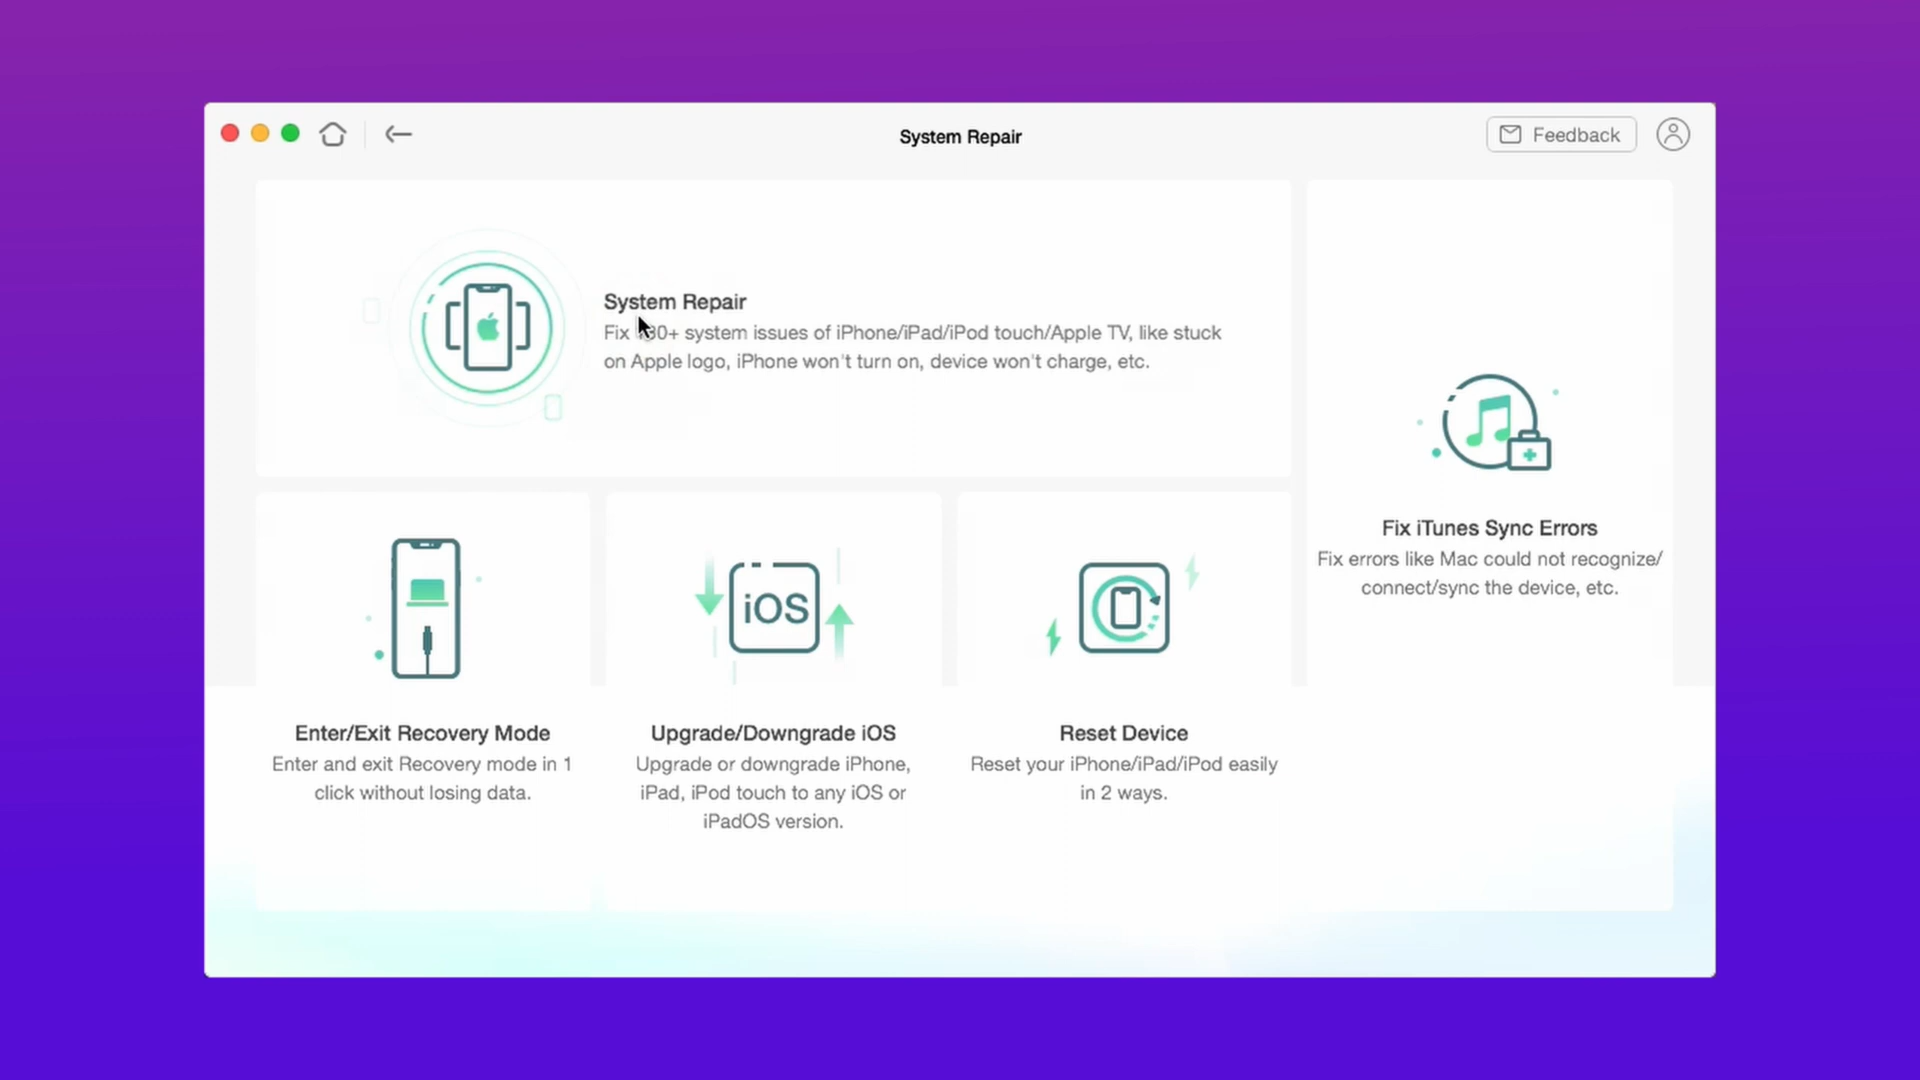 System Repair
Feedback
System Repair
Fix 30+ system issues of iPhone/iPad/iPod touch/Apple TV, like stuck
on Apple logo, iPhone won't turn on, device won't charge, etc.
Fix iTunes Sync Errors
Fix errors like Mac could not recognize/
connect/sync the device, etc.
iOS
Enter/Exit Recovery Mode
Enter and exit Recovery mode in 1
click without losing data.
Upgrade/Downgrade iOS
Upgrade or downgrade iPhone,
iPad, iPod touch to any iOS or
iPadOS version.
Reset Device
Reset your iPhone/iPad/iPod easily
in 2 ways.